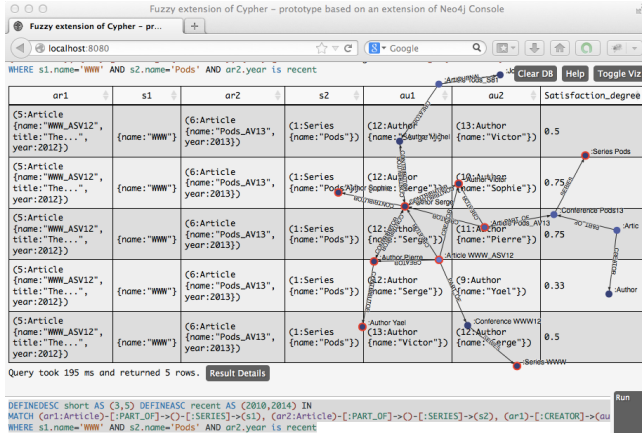 Fuzzy extension of Cypher – prototype based on an extension of Neo4j Console
Fuzzy extension of Cypher – pr...
localhost:8080
Google
WHERE s1.name='WWW' AND s2.name='Pods' AND ar2.year is recent
Clear DB Help Toggle Viz
ar1 s1 ar2 s2 au1 au2 Satisfaction_degree
(5:Article {name:"WWW_ASV12", title:"The...", year:2012}) {name:"WWW"} (6:Article {name:"Pods_AV13", year:2013}) (1:Series {name:"Pods"}) (12:Author (13:Author {name:"Victor"}) 0.5
(5:Article {name:"WWW_ASV12", title:"The...", year:2012}) {name:"WWW"} (6:Article {name:"Pods_AV13", year:2013}) (1:Series {name:"Pods"}) (12:Author {name:"Serge"}) (10:Author {name:"Sophie"}) 0.75
(5:Article {name:"WWW_ASV12", title:"The...", year:2012}) {name:"WWW"} (6:Article {name:"Pods_AV13", year:2013}) (1:Series {name:"Pods"}) (12:Author {name:"Serge"}) (11:Author {name:"Pierre"}) 0.75
(5:Article {name:"WWW_ASV12", title:"The...", year:2012}) {name:"WWW"} (6:Article {name:"Pods_AV13", year:2013}) (1:Series {name:"Pods"}) (12:Author {name:"Serge"}) (9:Author {name:"Yael"}) 0.33
(5:Article {name:"WWW_ASV12", title:"The...", year:2012}) {name:"WWW"} (6:Article {name:"Pods_AV13", year:2013}) (1:Series {name:"Pods"}) (13:Author {name:"Victor"}) (12:Author {name:"Serge"}) 0.5
:Series Pods
:Author Michel
:Author Victor
:Author Sophie
:Author Serge
:Conference Pods13
:Article Pods_AV13
:Artic
:Author Pierre
:Article WWW_ASV12
:Author
:Author Yael
:Conference WWW12
:Series WWW
Query took 195 ms and returned 5 rows. Result Details
DEFINEDESC short AS (3,5) DEFINEASC recent AS (2010,2014) IN
MATCH (ar1:Article)-[:PART_OF]->()-[:SERIES]->(s1), (ar2:Article)-[:PART_OF]->()-[:SERIES]->(s2), (ar1)-[:CREATOR]->(au
WHERE s1.name='WWW' AND s2.name='Pods' AND ar2.year is recent
Run